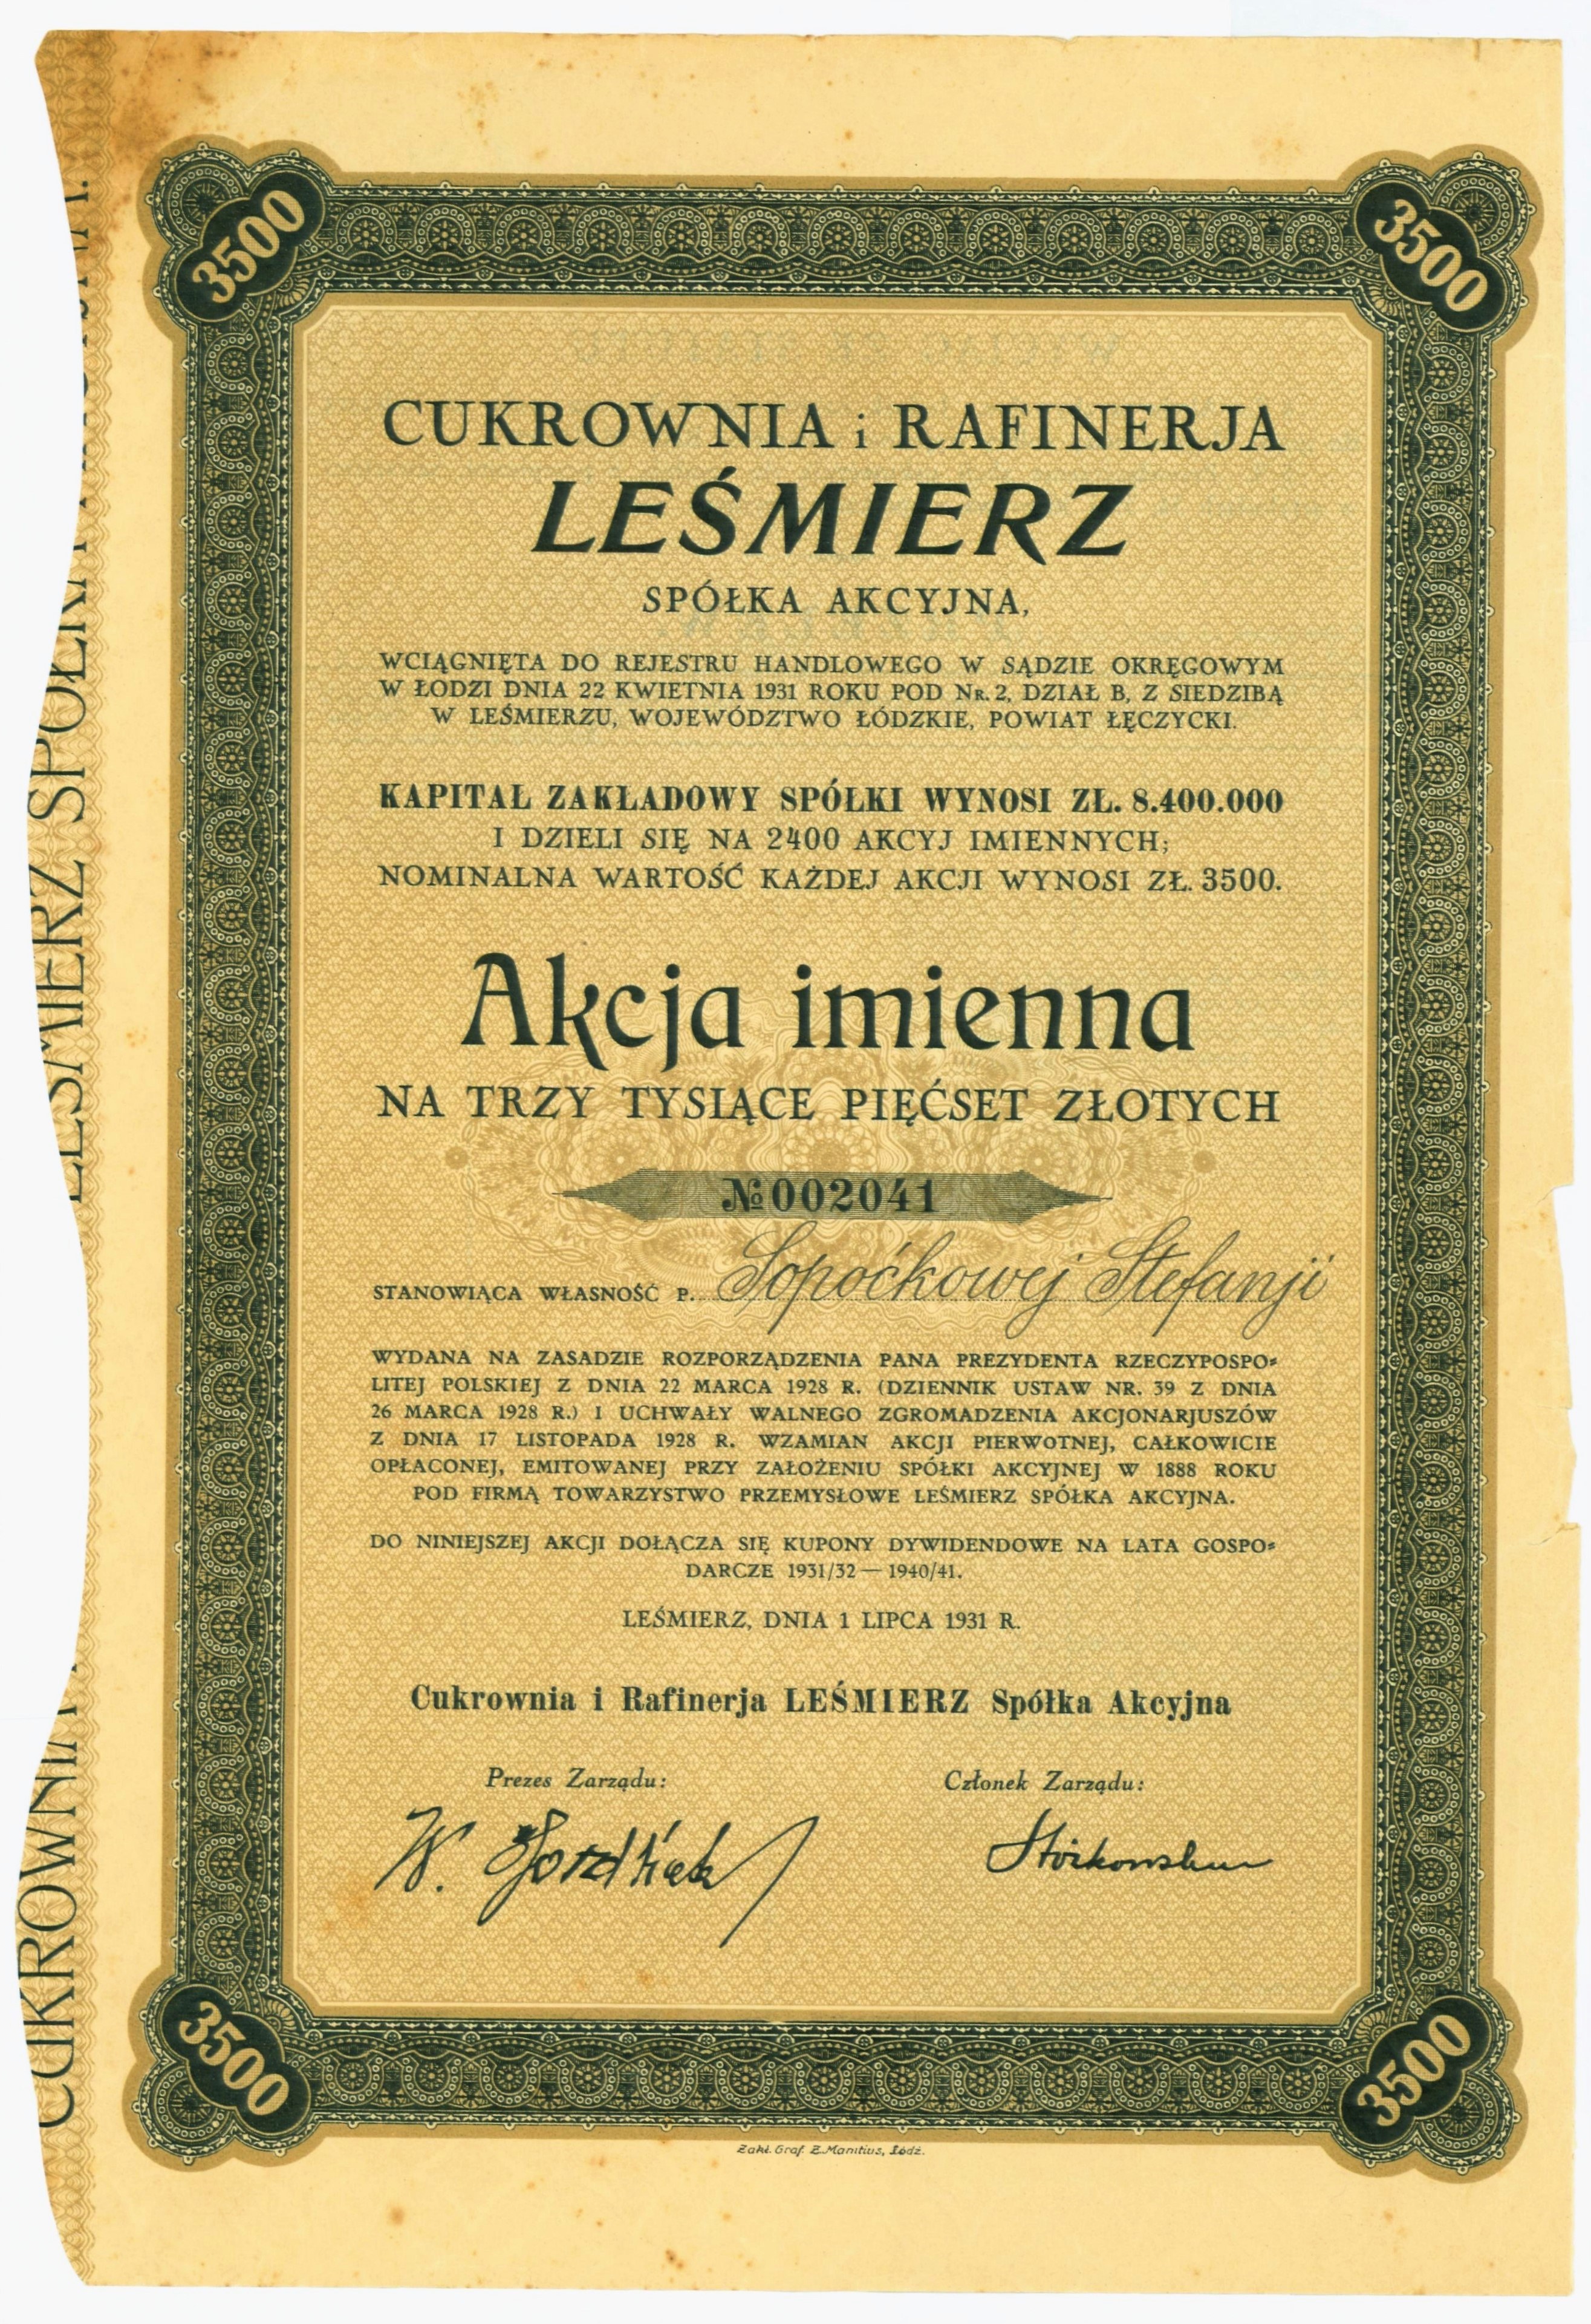 3500
3500
CUKROWNIA i RAFINERJA
LEŚMIERZ
SPÓŁKA AKCYJNA,
WCIĄGNIĘTA DO REJESTRU HANDLOWEGO W SĄDZIE OKRĘGOWYM
W ŁODZI DNIA 22 KWIETNIA 1931 ROKU POD NR. 2, DZIAŁ B, Z SIEDZIBĄ
W LEŚMIERZU, WOJEWÓDZTWO ŁÓDZKIE, POWIAT ŁĘCZYCKI.
KAPITAŁ ZAKŁADOWY SPÓŁKI WYNOSI ZŁ. 8.400.000
I DZIELI SIĘ NA 2400 AKCYJ IMIENNYCH;
NOMINALNA WARTOŚĆ KAŻDEJ AKCJI WYNOSI ZŁ. 3500.
Akcja imienna
NA TRZY TYSIĄCE PIĘĆSET ZŁOTYCH
№ 002041
STANOWIĄCA WŁASNOŚĆ P. Sopoćkowej Stefanji
WYDANA NA ZASADZIE ROZPORZĄDZENIA PANA PREZYDENTA RZECZYPOSPO-
LITEJ POLSKIEJ Z DNIA 22 MARCA 1928 R. (DZIENNIK USTAW NR. 39 Z DNIA
26 MARCA 1928 R.) I UCHWAŁY WALNEGO ZGROMADZENIA AKCJONARJUSZÓW
Z DNIA 17 LISTOPADA 1928 R. WZAMIAN AKCJI PIERWOTNEJ, CAŁKOWICIE
OPŁACONEJ, EMITOWANEJ PRZY ZAŁOŻENIU SPÓŁKI AKCYJNEJ W 1888 ROKU
POD FIRMĄ TOWARZYSTWO PRZEMYSŁOWE LEŚMIERZ SPÓŁKA AKCYJNA.
DO NINIEJSZEJ AKCJI DOŁĄCZA SIĘ KUPONY DYWIDENDOWE NA LATA GOSPO-
DARCZE 1931/32 — 1940/41.
LEŚMIERZ, DNIA 1 LIPCA 1931 R.
Cukrownia i Rafinerja LEŚMIERZ Spółka Akcyjna
Prezes Zarządu:
Członek Zarządu:
3500
3500
Zakł. Graf. Z. Manitius, Łódź.
CUKROWNIA
LEŚMIERZ SPÓŁKA